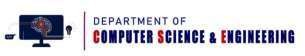 DEPARTMENT OF
COMPUTER SCIENCE & ENGINEERING